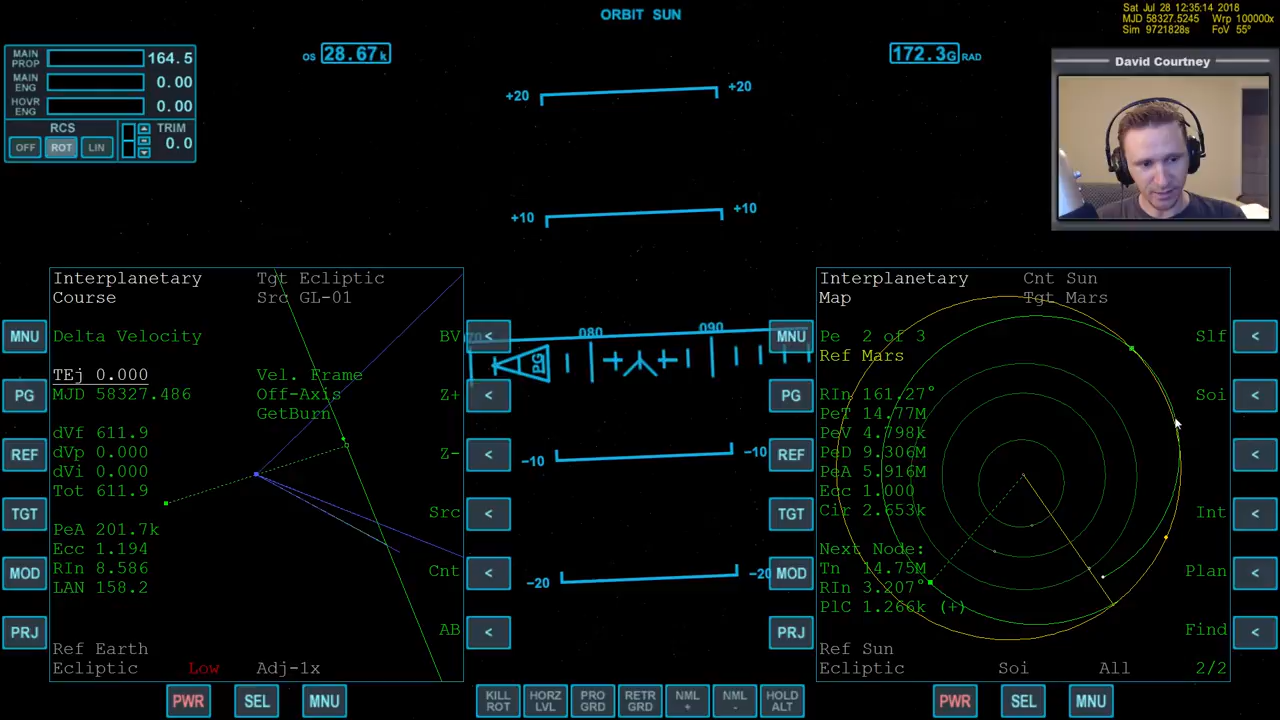 ORBIT SUN
Sat Jul 28 12:35:14 2018
MJD 58327.5245 Wrp 100000x
Sim 9721828s FoV 55º
David Courtney
MAIN PROP 164.5
MAIN ENG 0.00
HOVR ENG 0.00
RCS TRIM
OFF ROT LIN 0.0
OS 28.67k
172.3G RAD
+20 +20
+10 +10
080 090
-10 -10
-20 -20
Interplanetary Tgt Ecliptic
Course Src GL-01
Delta Velocity
TEj 0.000 Vel. Frame
MJD 58327.486 Off-Axis
GetBurn
dVf 611.9
dVp 0.000
dVi 0.000
Tot 611.9
PeA 201.7k
Ecc 1.194
RIn 8.586
LAN 158.2
Ref Earth
Ecliptic Low Adj-1x
BV
Z+
Z-
Src
Cnt
AB
MNU
PG
REF
TGT
MOD
PRJ
<
<
<
<
<
<
PWR SEL MNU
KILL ROT
HORZ LVL
PRO GRD
RETR GRD
NML +
NML -
HOLD ALT
MNU
PG
REF
TGT
MOD
PRJ
Interplanetary Cnt Sun
Map Tgt Mars
Pe 2 of 3
Ref Mars
RIn 161.27°
PeT 14.77M
PeV 4.798k
PeD 9.306M
PeA 5.916M
Ecc 1.000
Cir 2.653k
Next Node:
Tn 14.75M
RIn 3.207°
PlC 1.266k (+)
Ref Sun
Ecliptic Soi All 2/2
Slf
Soi
Int
Plan
Find
<
<
<
<
<
<
PWR SEL MNU